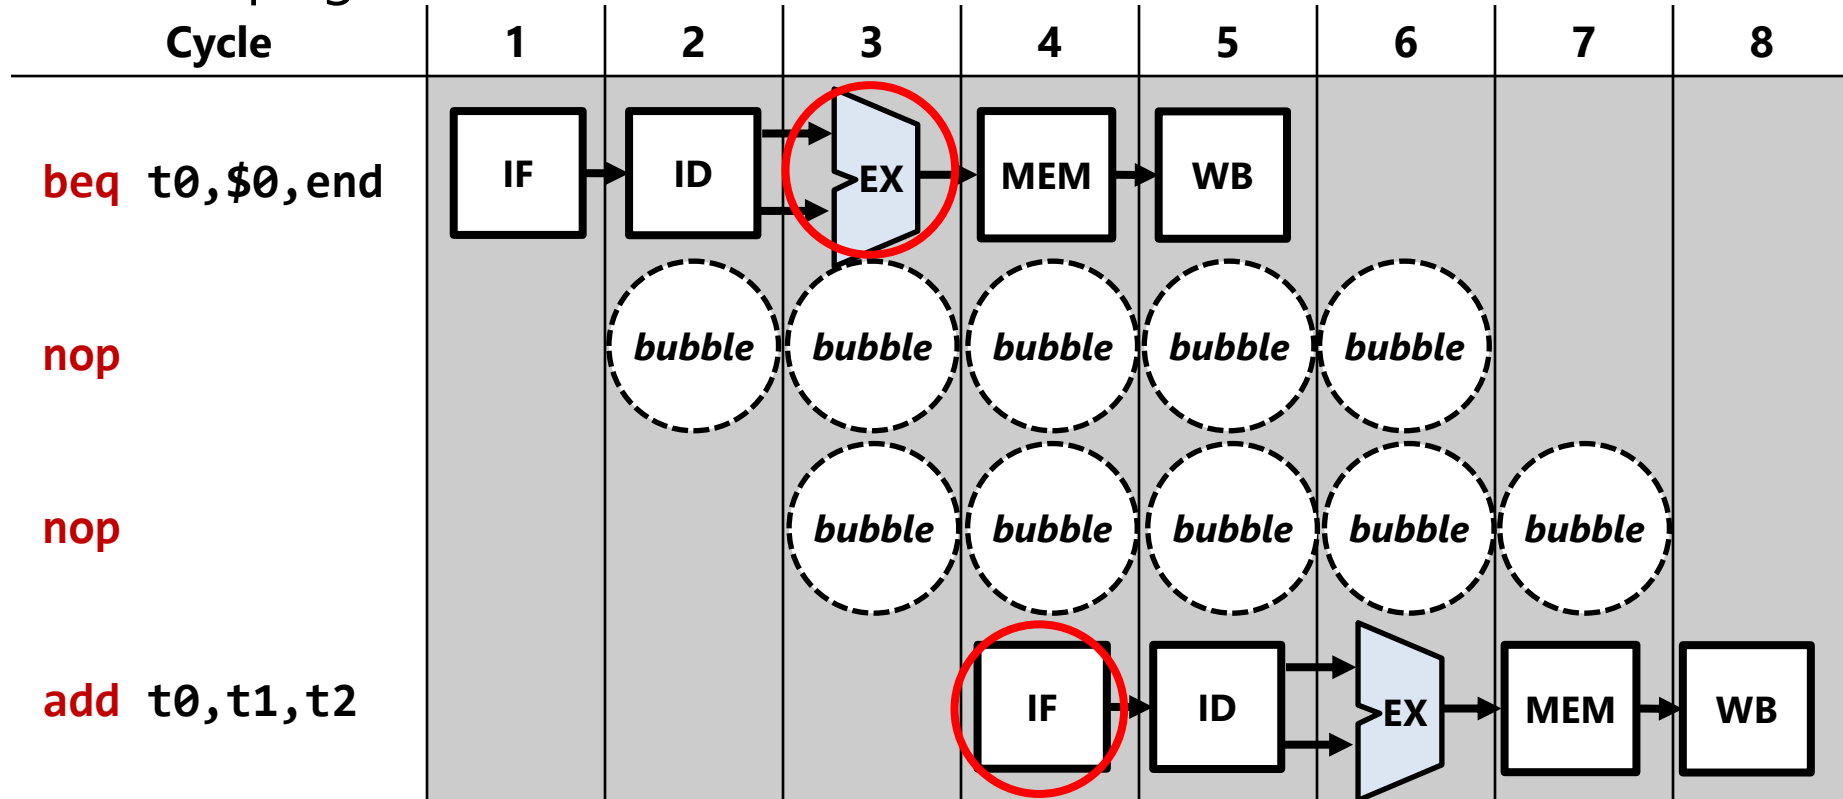 Cycle 1 2 3 4 5 6 7 8
beq t0,$0,end IF ID EX MEM WB
nop bubble bubble bubble bubble bubble
nop bubble bubble bubble bubble bubble
add t0,t1,t2 IF ID EX MEM WB